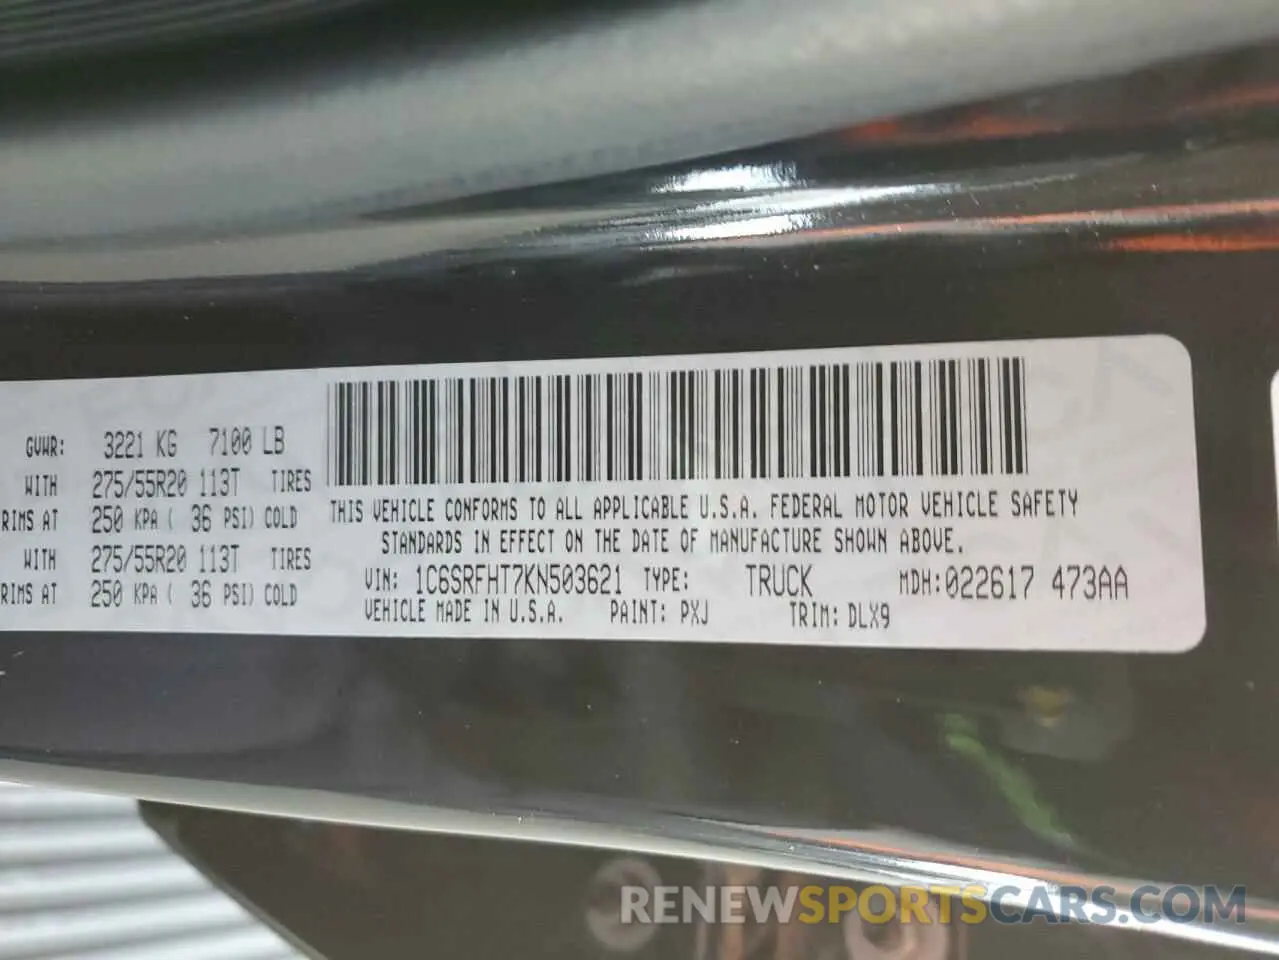 GVWR: 3221 KG 7100 LB
WITH 275/55R20 113T TIRES
RIMS AT 250 KPA ( 36 PSI) COLD
WITH 275/55R20 113T TIRES
RIMS AT 250 KPA ( 36 PSI) COLD
THIS VEHICLE CONFORMS TO ALL APPLICABLE U.S.A. FEDERAL MOTOR VEHICLE SAFETY
STANDARDS IN EFFECT ON THE DATE OF MANUFACTURE SHOWN ABOVE.
VIN: 1C6SRFHT7KN503621 TYPE: TRUCK MDH:022617 473AA
VEHICLE MADE IN U.S.A. PAINT: PXJ TRIM: DLX9
RENEWSPORTSCARS.COM